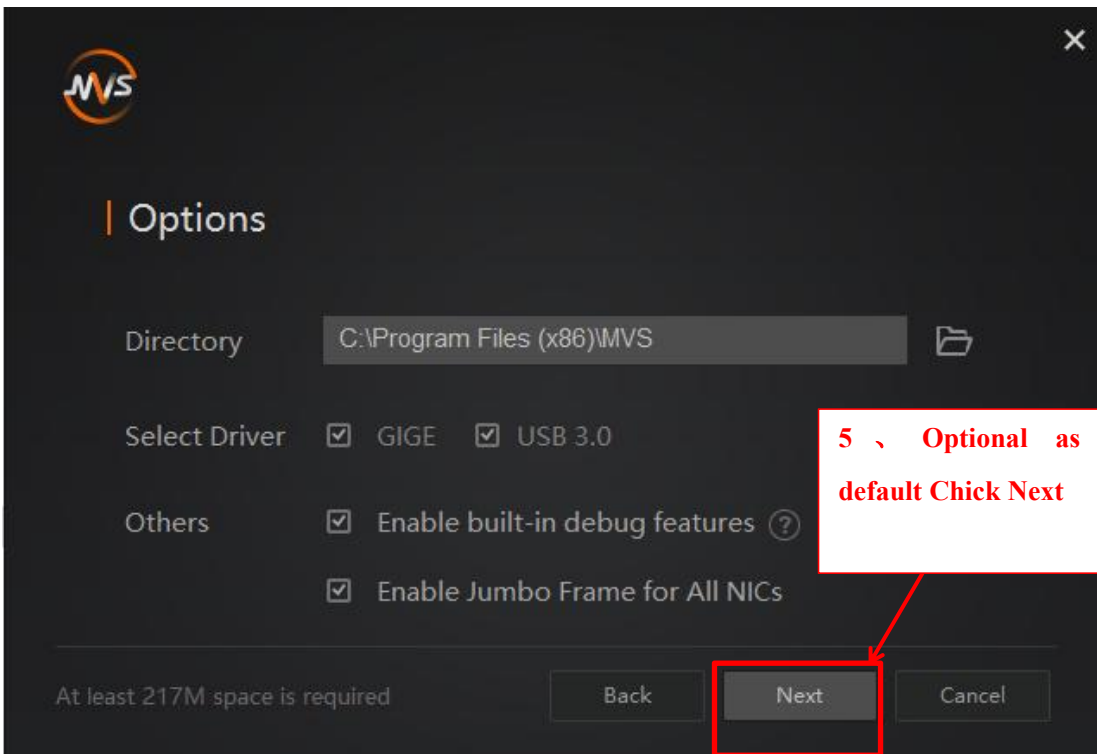 MVS
Options
Directory C:\Program Files (x86)\MVS
Select Driver GIGE USB 3.0
5 、 Optional as
default Chick Next
Others Enable built-in debug features ?
Enable Jumbo Frame for All NICs
At least 217M space is required Back Next Cancel